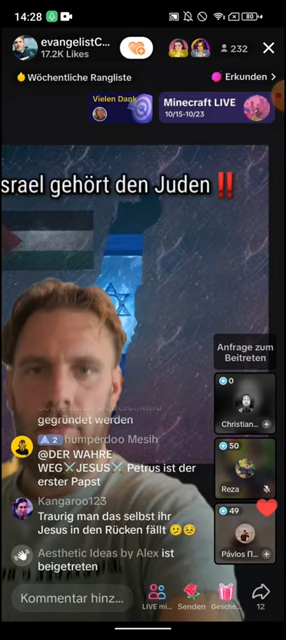 14:28
80
evangelistC...
17.2K Likes
232
Wöchentliche Rangliste
Erkunden >
Vielen Dank
Minecraft LIVE
10/15-10/23
srael gehört den Juden ‼️
Anfrage zum
Beitreten
0
Christian...
gegründet werden
2 humperdoo Mesih
@DER WAHRE
WEG⚔JESUS⚔ Petrus ist der
erster Papst
50
Reza
Kangaroo123
Traurig man das selbst ihr
Jesus in den Rücken fällt 😕😢
49
Pávlos Π...
Aesthetic Ideas by Alex ist
beigetreten
Kommentar hinz...
LIVE mi...
Senden
Gesche...
12